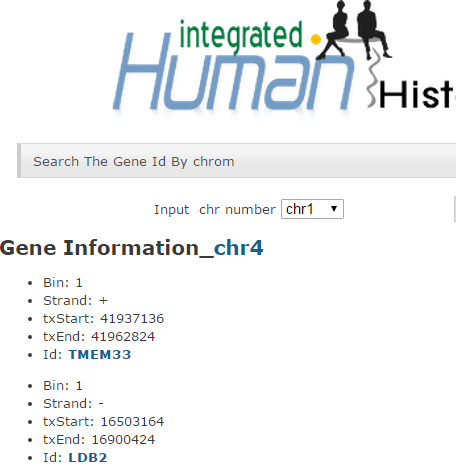 integrated
Human
Hist
Search The Gene Id By chrom
Input chr number chr1
Gene Information_chr4
Bin: 1
Strand: +
txStart: 41937136
txEnd: 41962824
Id: TMEM33
Bin: 1
Strand: -
txStart: 16503164
txEnd: 16900424
Id: LDB2